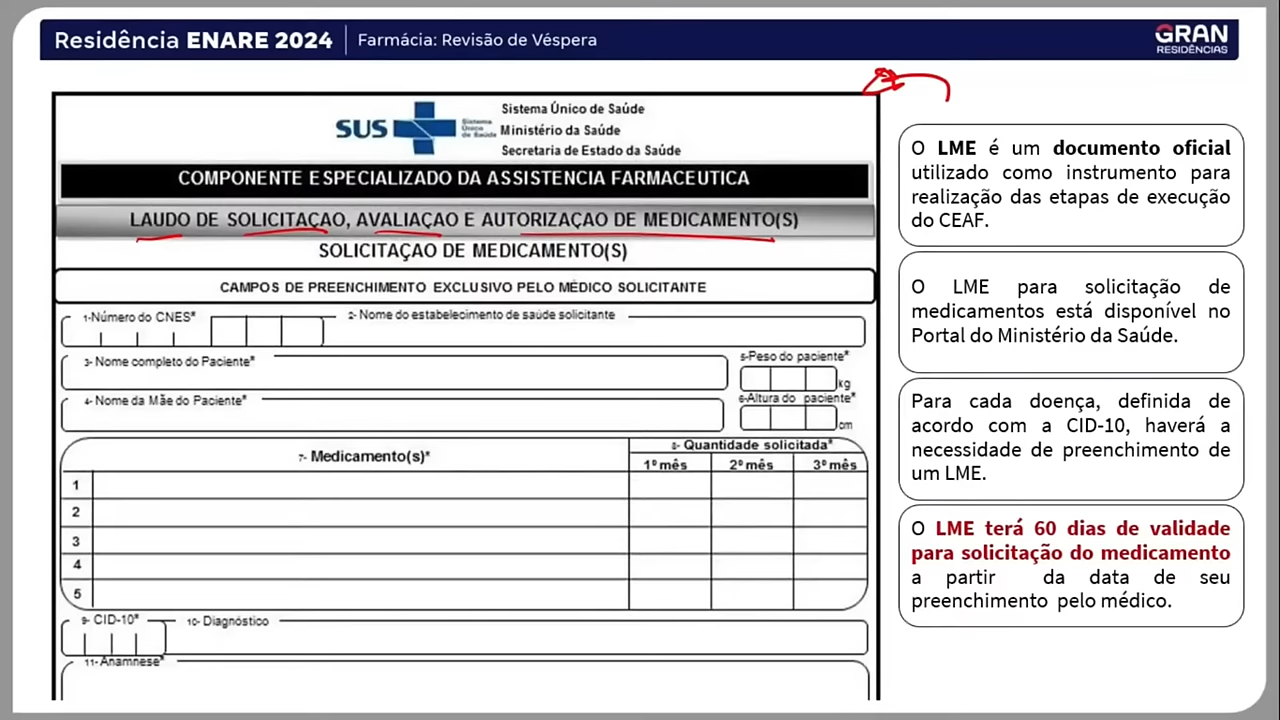 Residência ENARE 2024
Farmácia: Revisão de Véspera
GRAN
RESIDÊNCIAS
SUS
Sistema
Único
de Saúde
Sistema Único de Saúde
Ministério da Saúde
Secretaria de Estado da Saúde
COMPONENTE ESPECIALIZADO DA ASSISTENCIA FARMACEUTICA
LAUDO DE SOLICITAÇAO, AVALIAÇAO E AUTORIZAÇAO DE MEDICAMENTO(S)
SOLICITAÇAO DE MEDICAMENTO(S)
CAMPOS DE PREENCHIMENTO EXCLUSIVO PELO MÉDICO SOLICITANTE
1-Número do CNES*
2- Nome do estabelecimento de saúde solicitante
3- Nome completo do Paciente*
5-Peso do paciente*
kg
4- Nome da Mãe do Paciente*
6-Altura do paciente*
cm
7- Medicamento(s)*
8- Quantidade solicitada*
1º mês
2º mês
3º mês
1
2
3
4
5
9- CID-10*
10- Diagnóstico
11- Anamnese*
O LME é um documento oficial
utilizado como instrumento para
realização das etapas de execução
do CEAF.
O LME para solicitação de
medicamentos está disponível no
Portal do Ministério da Saúde.
Para cada doença, definida de
acordo com a CID-10, haverá a
necessidade de preenchimento de
um LME.
O LME terá 60 dias de validade
para solicitação do medicamento
a partir da data de seu
preenchimento pelo médico.